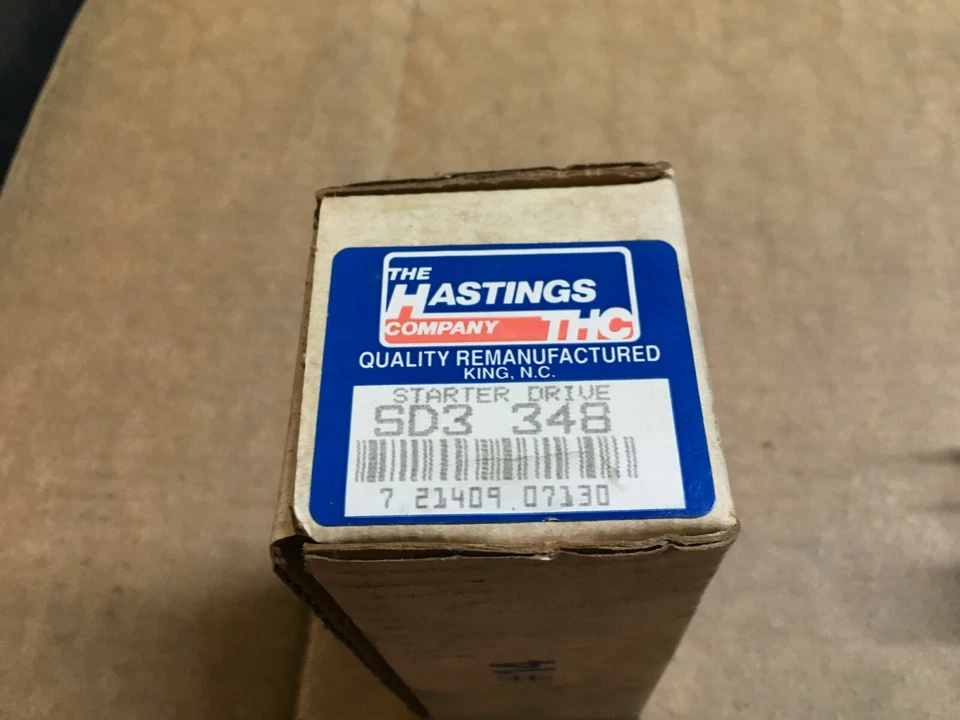 THE
HASTINGS
COMPANY THC
QUALITY REMANUFACTURED
KING, N.C.
STARTER DRIVE
SD3 348
7 21409 07130